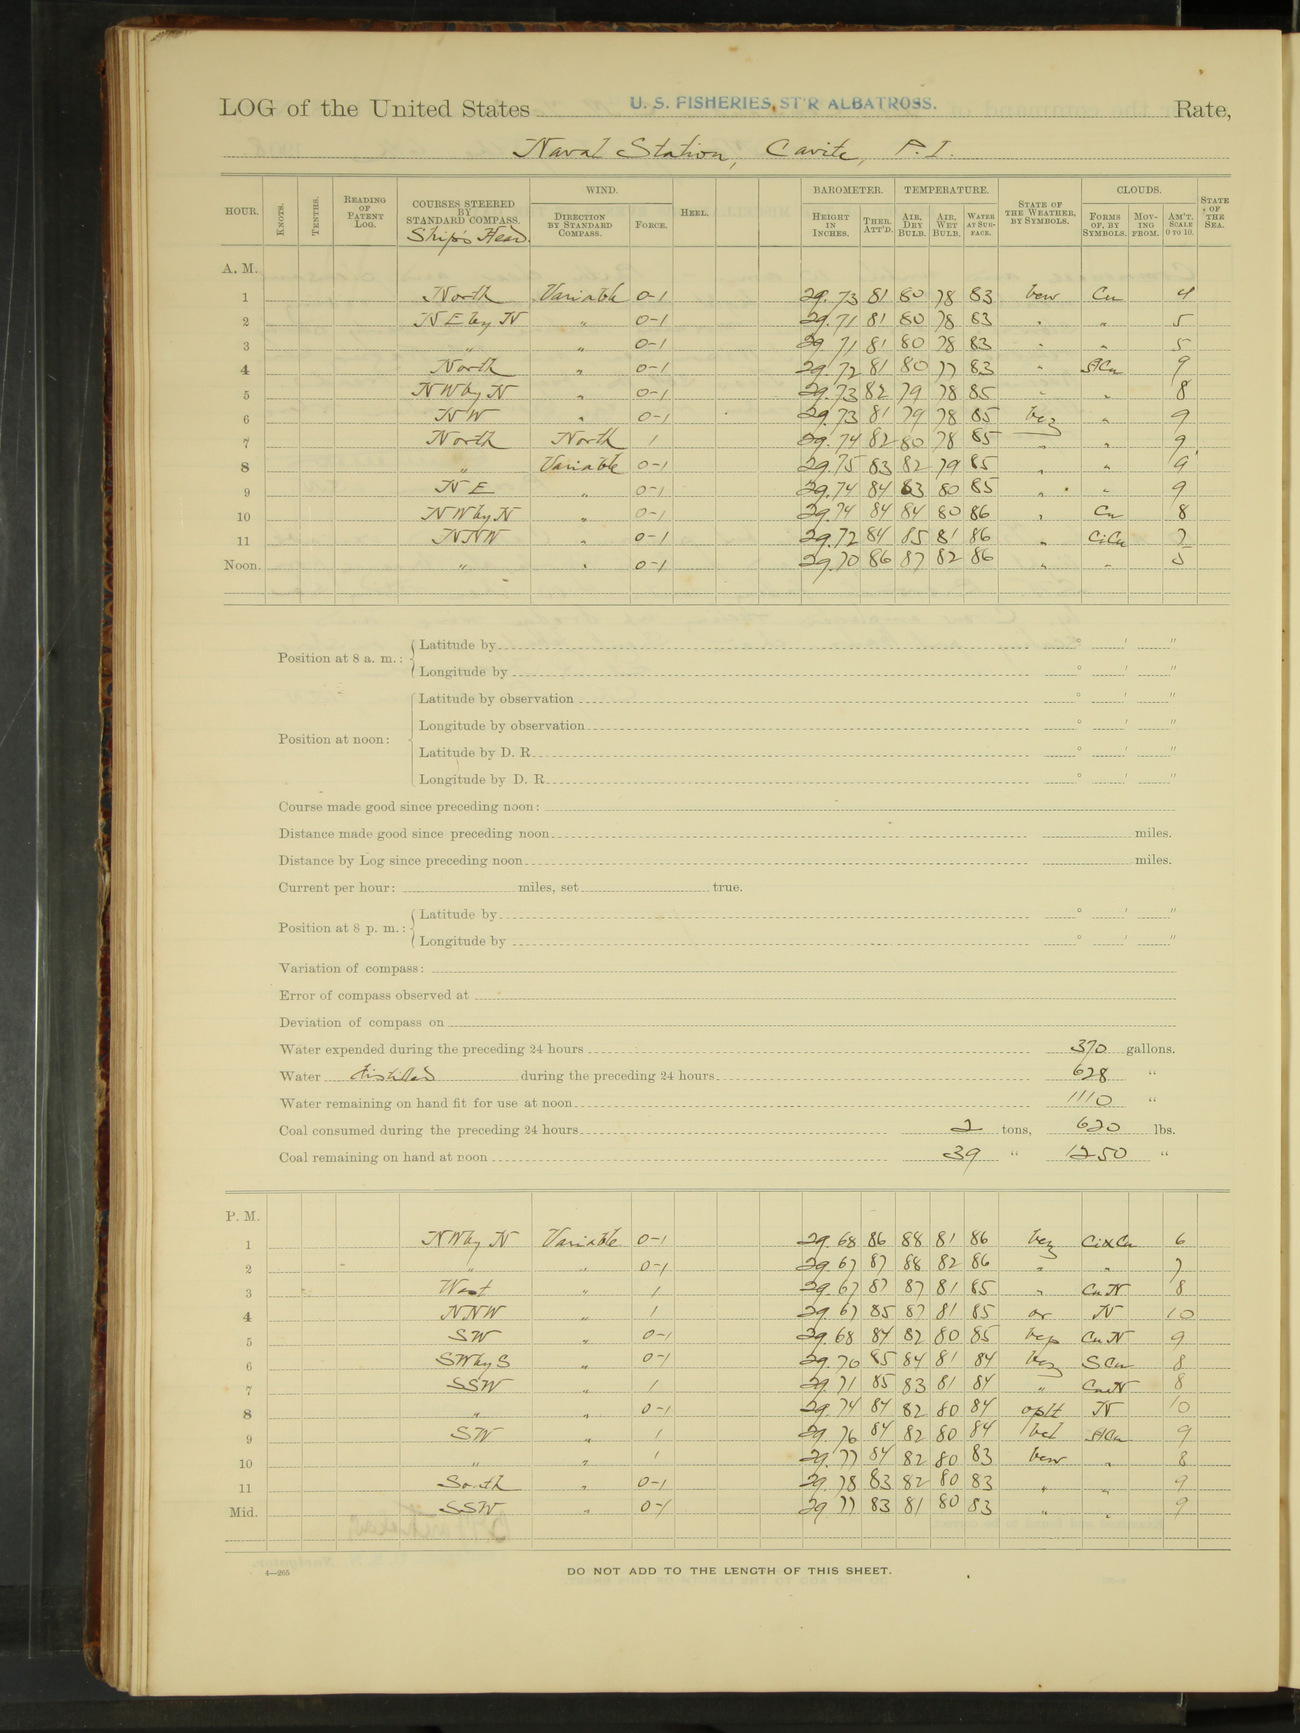 LOG of the United States U. S. FISHERIES, ST'R ALBATROSS. Rate,
Naval Station, Cavite, P. I.
HOUR. KNOTS. TENTHS. READING OF PATENT LOG. COURSES STEERED BY STANDARD COMPASS. Ship's Head. WIND. DIRECTION BY STANDARD COMPASS. FORCE. HEEL. BAROMETER. HEIGHT IN INCHES. THER. ATT'D. TEMPERATURE. AIR, DRY BULB. AIR, WET BULB. WATER AT SURFACE. STATE OF THE WEATHER, BY SYMBOLS. CLOUDS. FORMS OF, BY SYMBOLS. MOVING FROM. AM'T. SCALE 0 TO 10. STATE OF THE SEA.
A. M.
1 North Variable 0-1 29.73 81 80 78 83 bcw Cu 4
2 N E by N " 0-1 29.71 81 80 78 83 " " 5
3 " " 0-1 29.71 81 80 78 83 " " 5
4 North " 0-1 29.72 81 80 77 83 " SCu 9
5 NW by N " 0-1 29.73 82 79 78 85 " " 8
6 NW " 0-1 29.73 81 79 78 85 bcz " 9
7 North North 1 29.74 82 80 78 85 " " 9
8 " Variable 0-1 29.75 83 82 79 85 " " 9
9 N E " 0-1 29.74 84 83 80 85 " " 9
10 NW by N " 0-1 29.74 84 84 80 86 " Cu 8
11 NNW " 0-1 29.72 84 85 81 86 " CiCu 7
Noon. " " 0-1 29.70 86 87 82 86 " " 5
Position at 8 a. m.: Latitude by ° ' "
Longitude by ° ' "
Position at noon: Latitude by observation ° ' "
Longitude by observation ° ' "
Latitude by D. R. ° ' "
Longitude by D. R. ° ' "
Course made good since preceding noon:
Distance made good since preceding noon miles.
Distance by Log since preceding noon miles.
Current per hour: miles, set true.
Position at 8 p. m.: Latitude by ° ' "
Longitude by ° ' "
Variation of compass:
Error of compass observed at
Deviation of compass on
Water expended during the preceding 24 hours 370 gallons.
Water distilled during the preceding 24 hours 628 "
Water remaining on hand fit for use at noon 1110 "
Coal consumed during the preceding 24 hours 2 tons, 620 lbs.
Coal remaining on hand at noon 39 " 1250 "
P. M.
1 NW by N Variable 0-1 29.68 86 88 81 86 bcz CixCu 6
2 " " 0-1 29.67 87 88 82 86 " " 7
3 West " 1 29.67 87 87 81 85 " CuN 8
4 NNW " 1 29.67 85 87 81 85 or N 10
5 SW " 0-1 29.68 84 82 80 85 bcp CuN 9
6 SW by S " 0-1 29.70 85 84 81 84 bcz SCu 8
7 SSW " 1 29.71 85 83 81 84 " CuN 8
8 " " 0-1 29.74 84 82 80 84 oplt N 10
9 SW " 1 29.76 84 82 80 84 bcl SCu 9
10 " " 1 29.77 84 82 80 83 bcw " 8
11 South " 0-1 29.78 83 82 80 83 " " 9
Mid. SSW " 0-1 29.77 83 81 80 83 " " 9
4—265
DO NOT ADD TO THE LENGTH OF THIS SHEET.